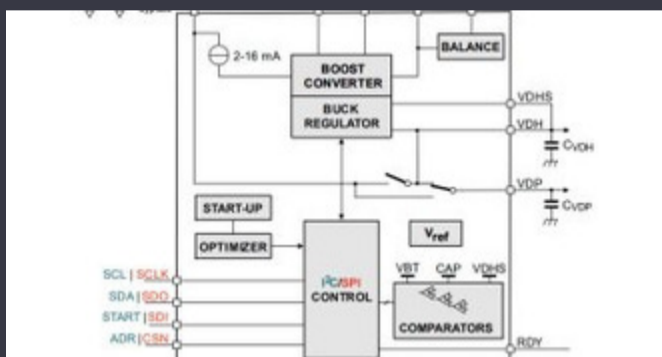 2-16 mA
BALANCE
BOOST
CONVERTER
BUCK
REGULATOR
VDHS
VDH
CVDH
VDP
CVDP
START-UP
OPTIMIZER
Vref
SCL | SCLK
SDA | SDO
START | SDI
ADR | CSN
I²C/SPI
CONTROL
VBT CAP VDHS
COMPARATORS
RDY